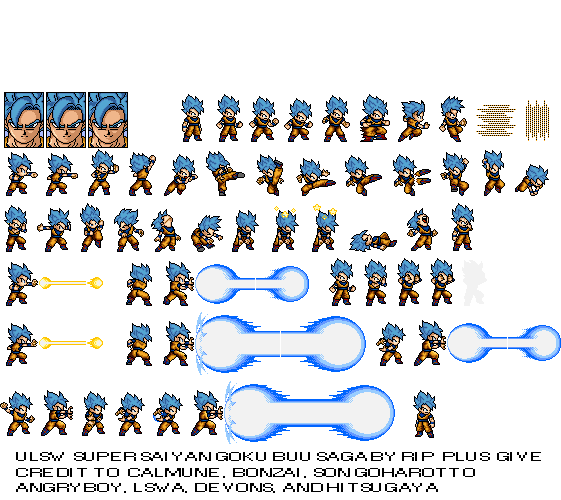 ULSW SUPER SAIYAN GOKU BUU SAGA BY RIP PLUS GIVE
CREDIT TO CALMUNE, BONZAI, SONGOHAROTTO
ANGRYBOY, LSWA, DEVONS, AND HITSUGAYA